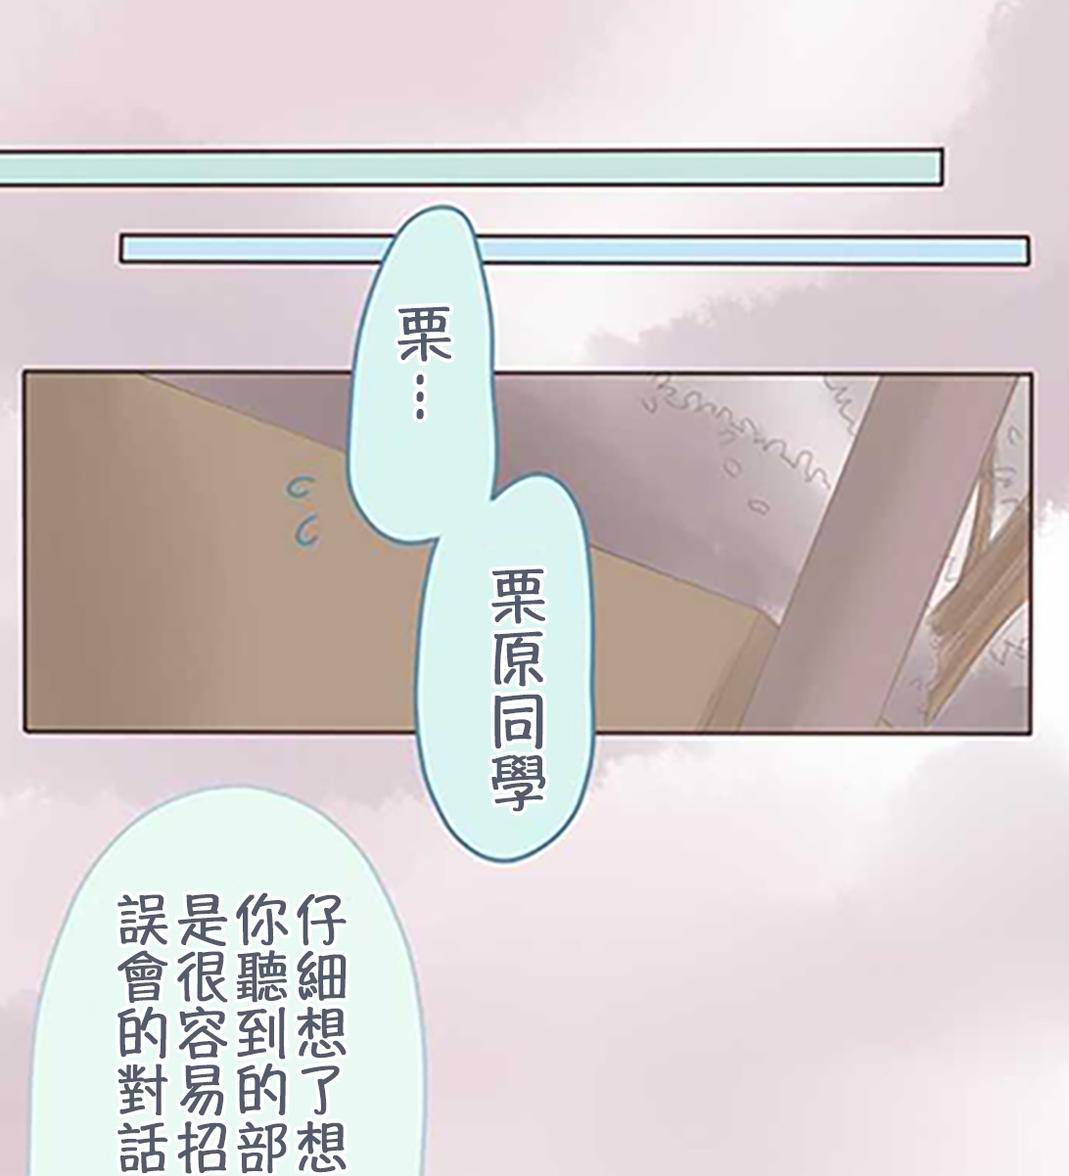 栗…
栗原同學
仔細想了想
你聽到的部
是很容易招
誤會的對話